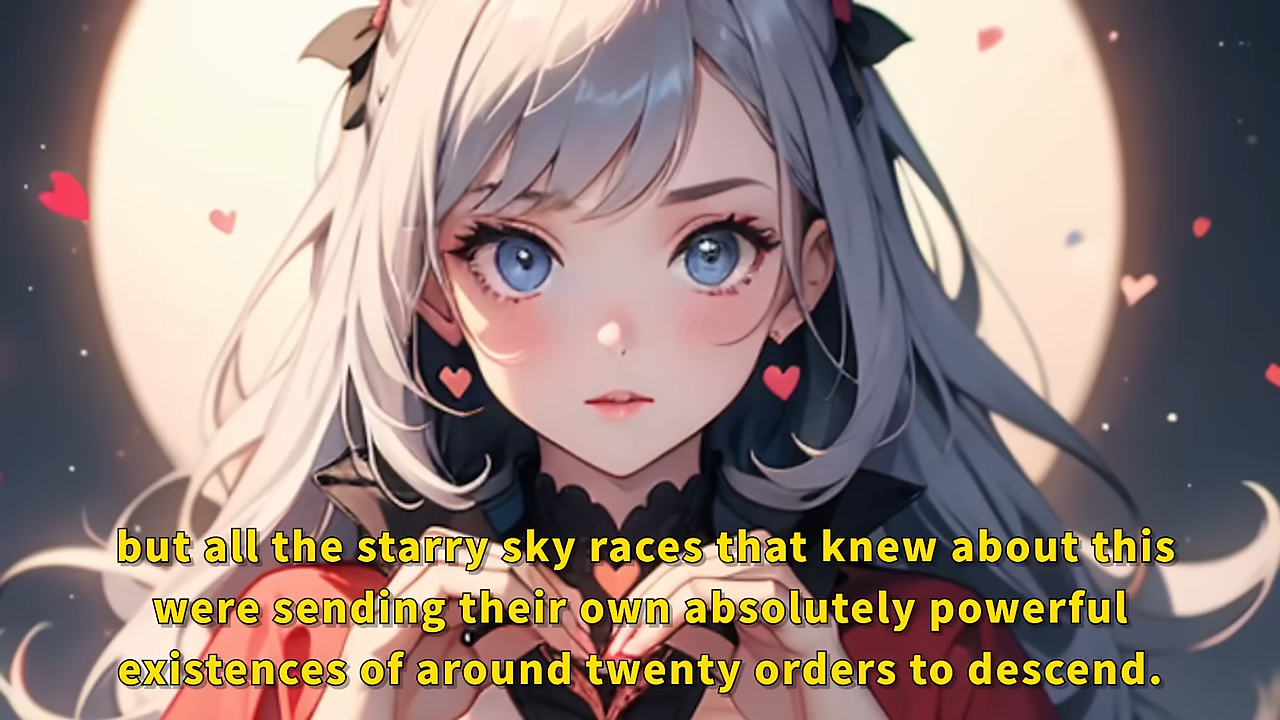 but all the starry sky races that knew about this
were sending their own absolutely powerful
existences of around twenty orders to descend.